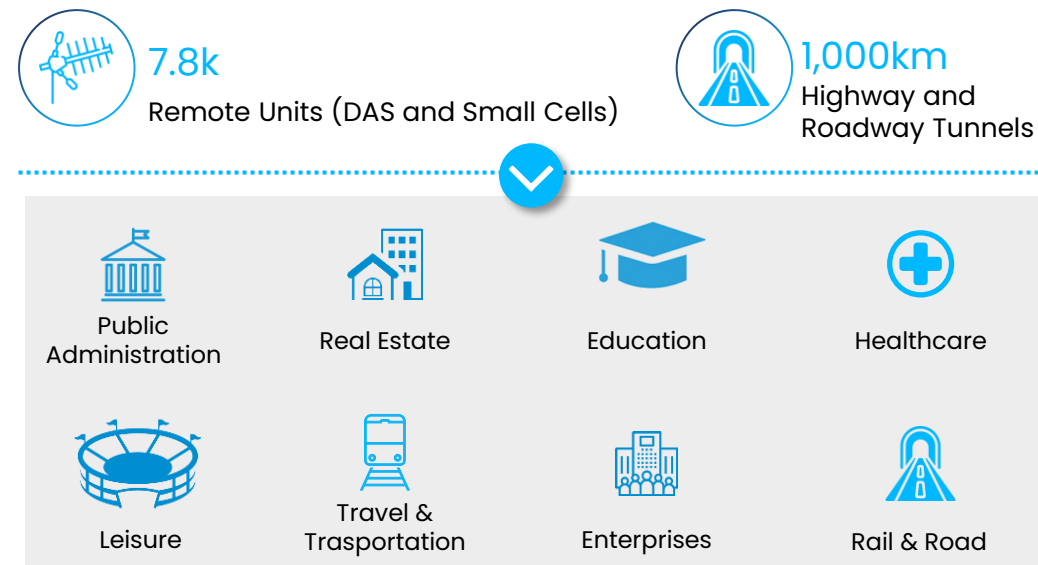 7.8k
Remote Units (DAS and Small Cells)
1,000km
Highway and
Roadway Tunnels
Public
Administration
Real Estate
Education
Healthcare
Leisure
Travel &
Trasportation
Enterprises
Rail & Road